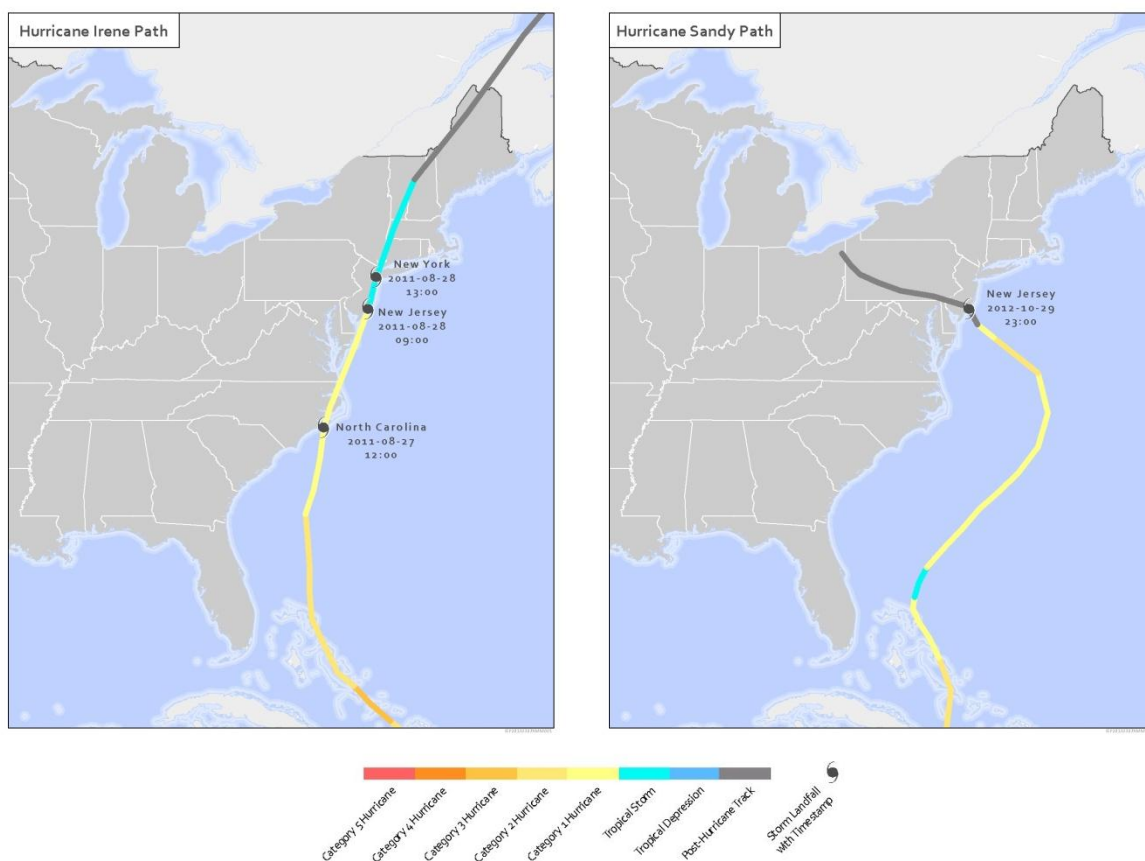 Hurricane Irene Path
New York
2011-08-28
13:00
New Jersey
2011-08-28
09:00
North Carolina
2011-08-27
12:00
Hurricane Sandy Path
New Jersey
2012-10-29
23:00
Category 5 Hurricane
Category 4 Hurricane
Category 3 Hurricane
Category 2 Hurricane
Category 1 Hurricane
Tropical Storm
Tropical Depression
Post-Hurricane Track
Storm Landfall
with Timestamp